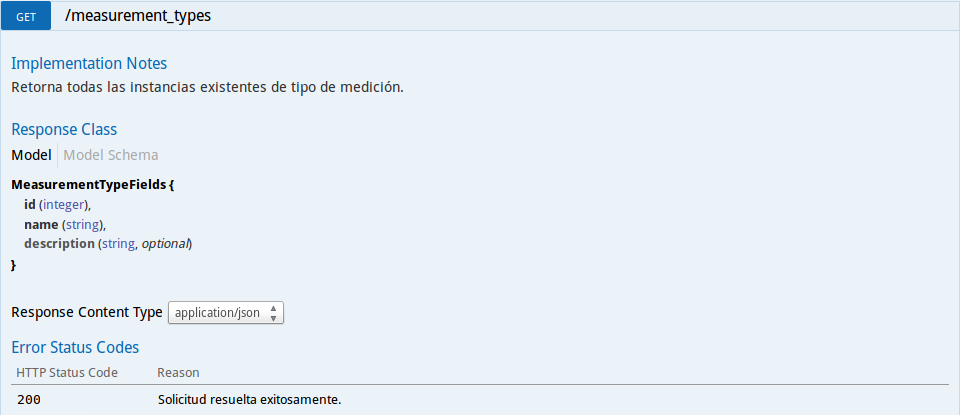 GET /measurement_types
Implementation Notes
Retorna todas las instancias existentes de tipo de medición.
Response Class
Model Model Schema
MeasurementTypeFields {
id (integer),
name (string),
description (string, optional)
}
Response Content Type application/json
Error Status Codes
HTTP Status Code Reason
200 Solicitud resuelta exitosamente.